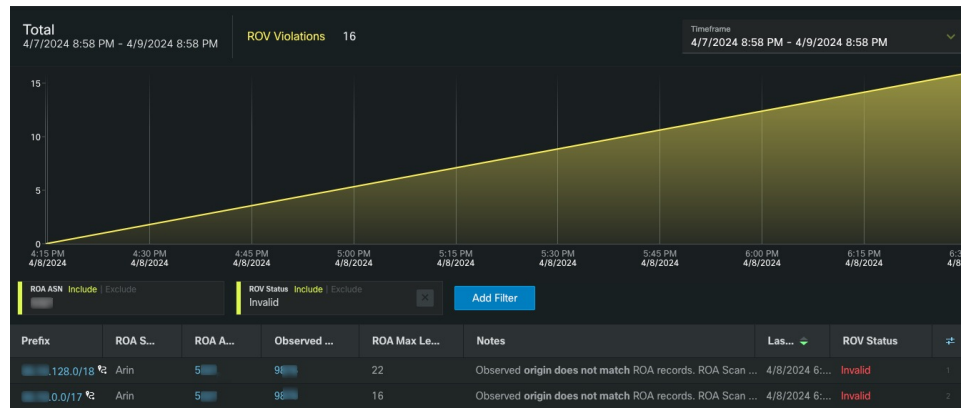 Total
4/7/2024 8:58 PM - 4/9/2024 8:58 PM
ROV Violations 16
Timeframe
4/7/2024 8:58 PM - 4/9/2024 8:58 PM
15
10
5
0
4:15 PM 4:30 PM 4:45 PM 5:00 PM 5:15 PM 5:30 PM 5:45 PM 6:00 PM 6:15 PM 6:3
4/8/2024 4/8/2024 4/8/2024 4/8/2024 4/8/2024 4/8/2024 4/8/2024 4/8/2024 4/8/2024 4/8
ROA ASN Include | Exclude
ROV Status Include | Exclude
Invalid
Add Filter
Prefix ROA S... ROA A... Observed ... ROA Max Le... Notes Las... ROV Status
.128.0/18 Arin 5 98 22 Observed origin does not match ROA records. ROA Scan ... 4/8/2024 6:... Invalid 1
.0.0/17 Arin 5 98 16 Observed origin does not match ROA records. ROA Scan ... 4/8/2024 6:... Invalid 2